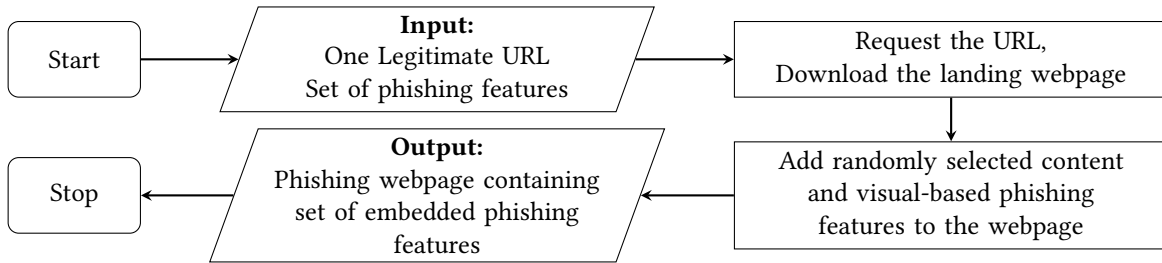 Start
Input:
One Legitimate URL
Set of phishing features
Request the URL,
Download the landing webpage
Add randomly selected content
and visual-based phishing
features to the webpage
Output:
Phishing webpage containing
set of embedded phishing
features
Stop